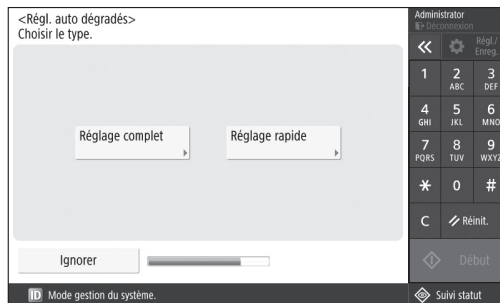 <Régl. auto dégradés>
Choisir le type.
Réglage complet
Réglage rapide
Ignorer
ID Mode gestion du système.
Administrator
Déconnexion
Régl./
Enreg.
1
2
ABC
3
DEF
4
GHI
5
JKL
6
MNO
7
PQRS
8
TUV
9
WXYZ
*
0
#
C
Réinit.
Début
Suivi statut